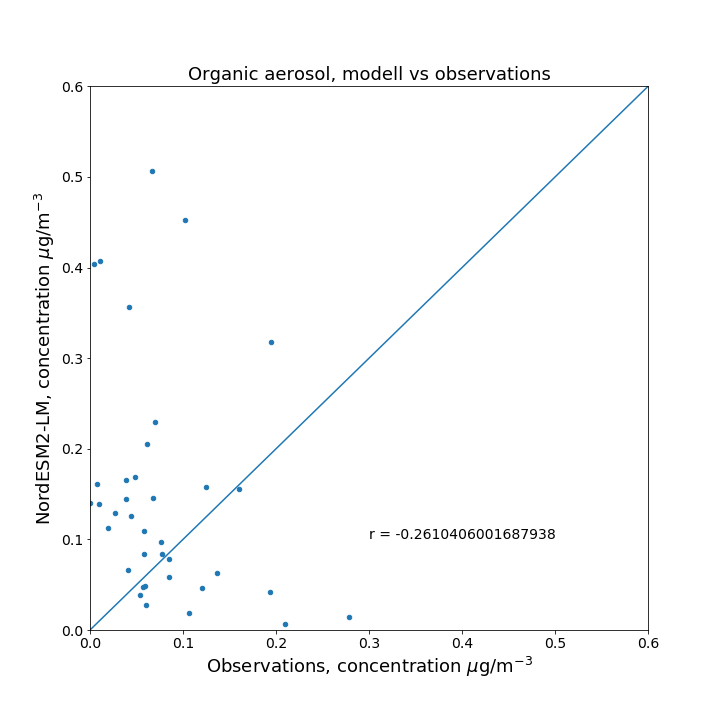 Organic aerosol, modell vs observations
0.6
0.5
0.4
0.3
0.2
0.1
0.0
NordESM2-LM, concentration μg/m⁻³
r = -0.2610406001687938
0.0 0.1 0.2 0.3 0.4 0.5 0.6
Observations, concentration μg/m⁻³